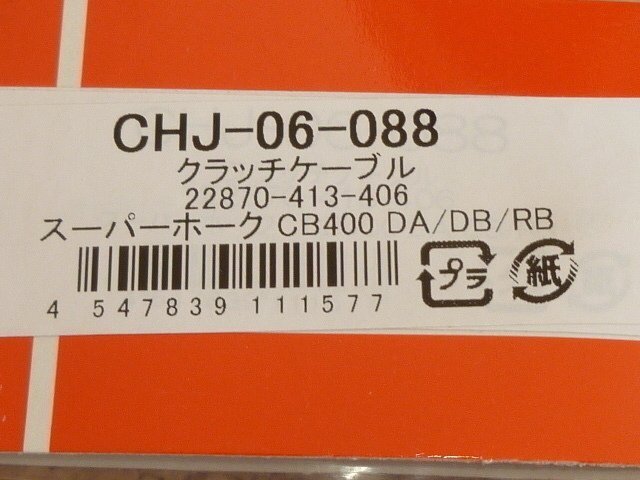 CHJ-06-088
クラッチケーブル
22870-413-406
スーパーホーク CB400 DA/DB/RB
プラ 紙
4 547839 111577